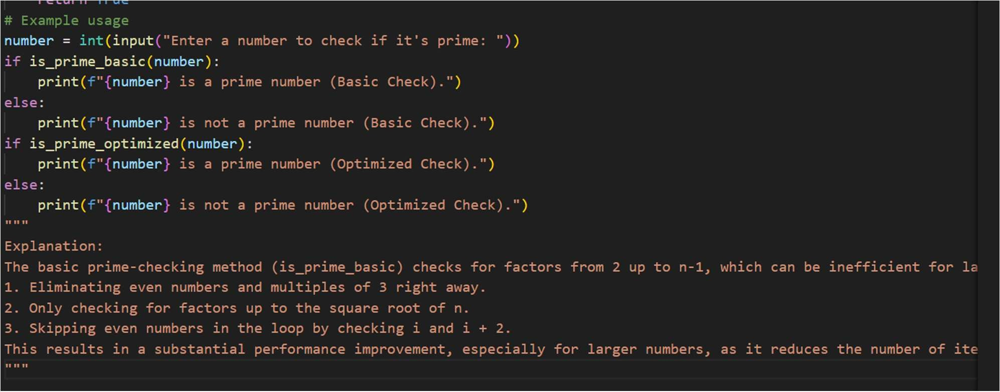 return True
# Example usage
number = int(input("Enter a number to check if it's prime: "))
if is_prime_basic(number):
    print(f"{number} is a prime number (Basic Check).")
else:
    print(f"{number} is not a prime number (Basic Check).")
if is_prime_optimized(number):
    print(f"{number} is a prime number (Optimized Check).")
else:
    print(f"{number} is not a prime number (Optimized Check).")
"""
Explanation:
The basic prime-checking method (is_prime_basic) checks for factors from 2 up to n-1, which can be inefficient for la
1. Eliminating even numbers and multiples of 3 right away.
2. Only checking for factors up to the square root of n.
3. Skipping even numbers in the loop by checking i and i + 2.
This results in a substantial performance improvement, especially for larger numbers, as it reduces the number of ite
"""